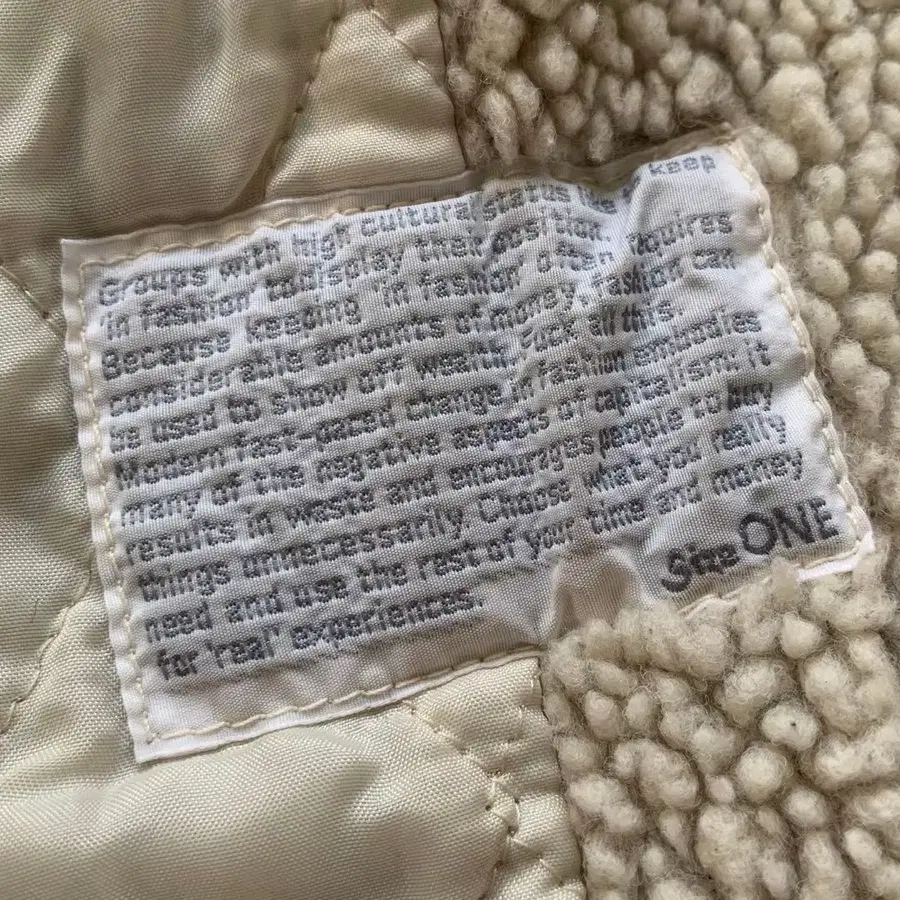 Groups with high cultural status like keep
'in fashion' to display their position.
Because keeping 'in fashion' often requires
considerable amounts of money, fashion can
be used to show off wealth. Fuck all this.
Modern fast-paced change in fashion embodies
many of the negative aspects of capitalism: it
results in waste and encourages people to buy
things unnecessarily. Choose what you really
need and use the rest of your time and money
for 'real' experiences.
Size ONE